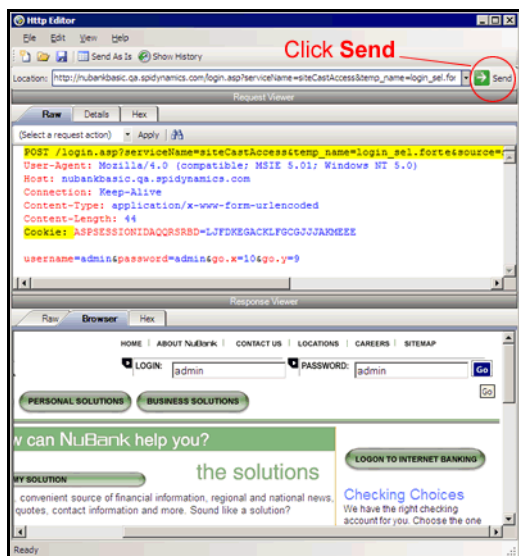 Http Editor
File Edit View Help
Send As Is Show History
Click Send
Location: http://nubankbasic.qa.spidynamics.com/login.asp?serviceName=siteCastAccess&temp_name=login_sel.for Send
Request Viewer
Raw Details Hex
(Select a request action) Apply
POST /login.asp?serviceName=siteCastAccess&temp_name=login_sel.forte&source=
User-Agent: Mozilla/4.0 (compatible; MSIE 5.01; Windows NT 5.0)
Host: nubankbasic.qa.spidynamics.com
Connection: Keep-Alive
Content-Type: application/x-www-form-urlencoded
Content-Length: 44
Cookie: ASPSESSIONIDAQQRSRBD=LJFDKEGACKLFGCGJJJAKMEEE
username=admin&password=admin&go.x=10&go.y=9
Response Viewer
Raw Browser Hex
HOME | ABOUT NuBank | CONTACT US | LOCATIONS | CAREERS | SITEMAP
LOGIN: admin PASSWORD: admin Go
Go
PERSONAL SOLUTIONS BUSINESS SOLUTIONS
w can NuBank help you?
LOGON TO INTERNET BANKING
MY SOLUTION the solutions
, convenient source of financial information, regional and national news,
quotes, contact information and more. Sound like a solution?
Checking Choices
We have the right checking
account for you. Choose the one
Ready